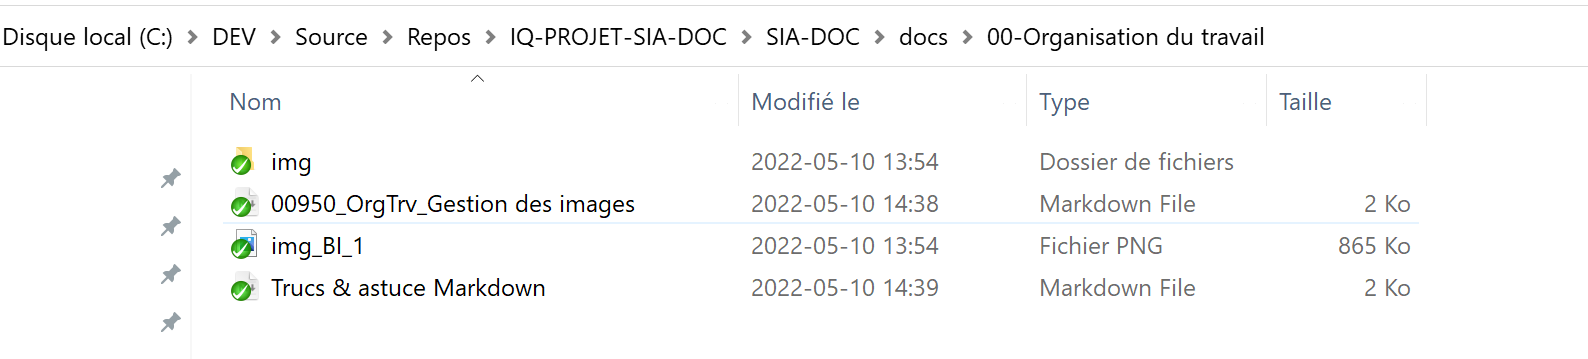 Disque local (C:) > DEV > Source > Repos > IQ-PROJET-SIA-DOC > SIA-DOC > docs > 00-Organisation du travail
Nom Modifié le Type Taille
img 2022-05-10 13:54 Dossier de fichiers
00950_OrgTrv_Gestion des images 2022-05-10 14:38 Markdown File 2 Ko
img_BI_1 2022-05-10 13:54 Fichier PNG 865 Ko
Trucs & astuce Markdown 2022-05-10 14:39 Markdown File 2 Ko